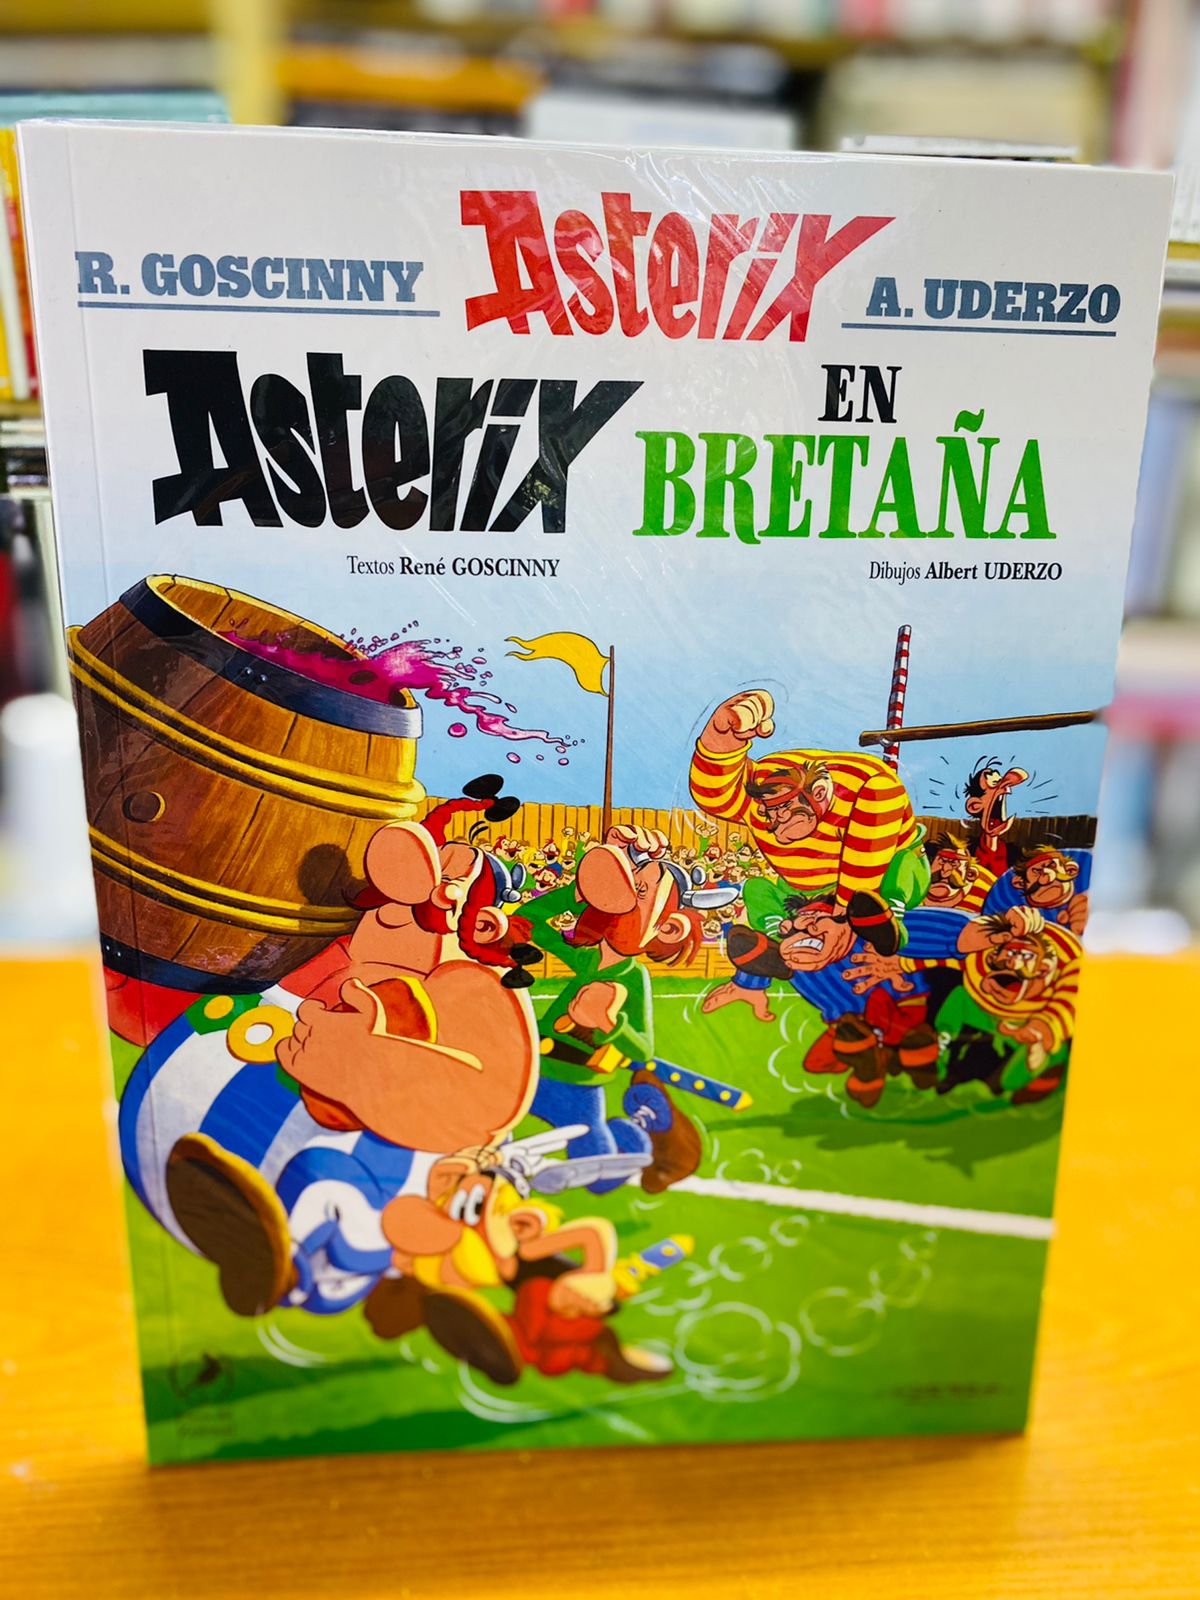 R. GOSCINNY
Asterix
A. UDERZO
Asterix
EN
BRETAÑA
Textos René GOSCINNY
Dibujos Albert UDERZO